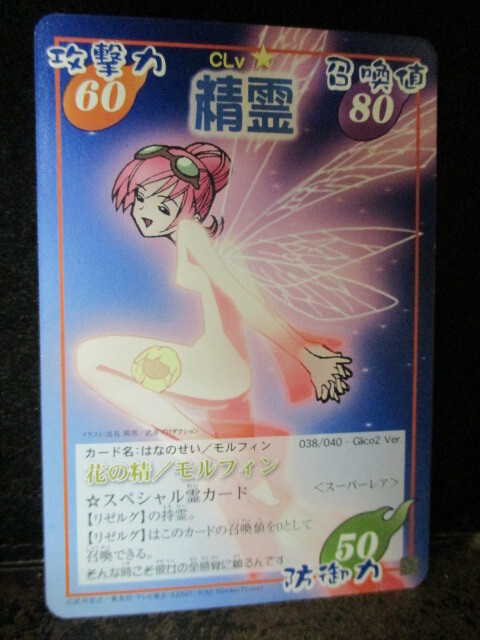 攻撃力
60
CLv ★
精霊
召喚値
80
038/040 - Glico2 Ver.
カード名:はなのせい/モルフィン
花の精/モルフィン
☆スペシャル霊カード
<スーパーレア>
【リゼルグ】の持霊。
【リゼルグ】はこのカードの召喚値を0として
召喚できる。
50
防御力